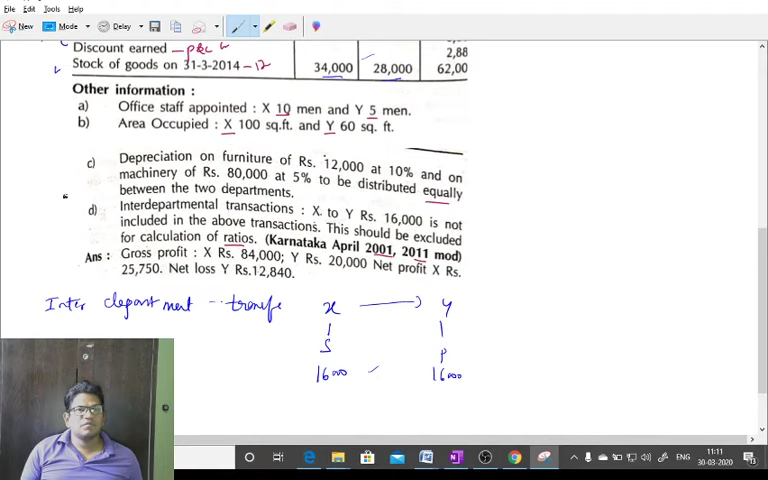 File Edit Tools Help
New Mode Delay
Discount earned — P&L 2,88
Stock of goods on 31-3-2014 – 12 34,000 28,000 62,00
Other information :
a) Office staff appointed : X 10 men and Y 5 men.
b) Area Occupied : X 100 sq.ft. and Y 60 sq. ft.
c) Depreciation on furniture of Rs. 12,000 at 10% and on
machinery of Rs. 80,000 at 5% to be distributed equally
between the two departments.
d) Interdepartmental transactions : X to Y Rs. 16,000 is not
included in the above transactions. This should be excluded
for calculation of ratios. (Karnataka April 2001, 2011 mod)
Ans : Gross profit : X Rs. 84,000; Y Rs. 20,000 Net profit X Rs.
25,750. Net loss Y Rs.12,840.
Inter department transfe x → y
S P
16000 16000
ENG 11:11
30-03-2020